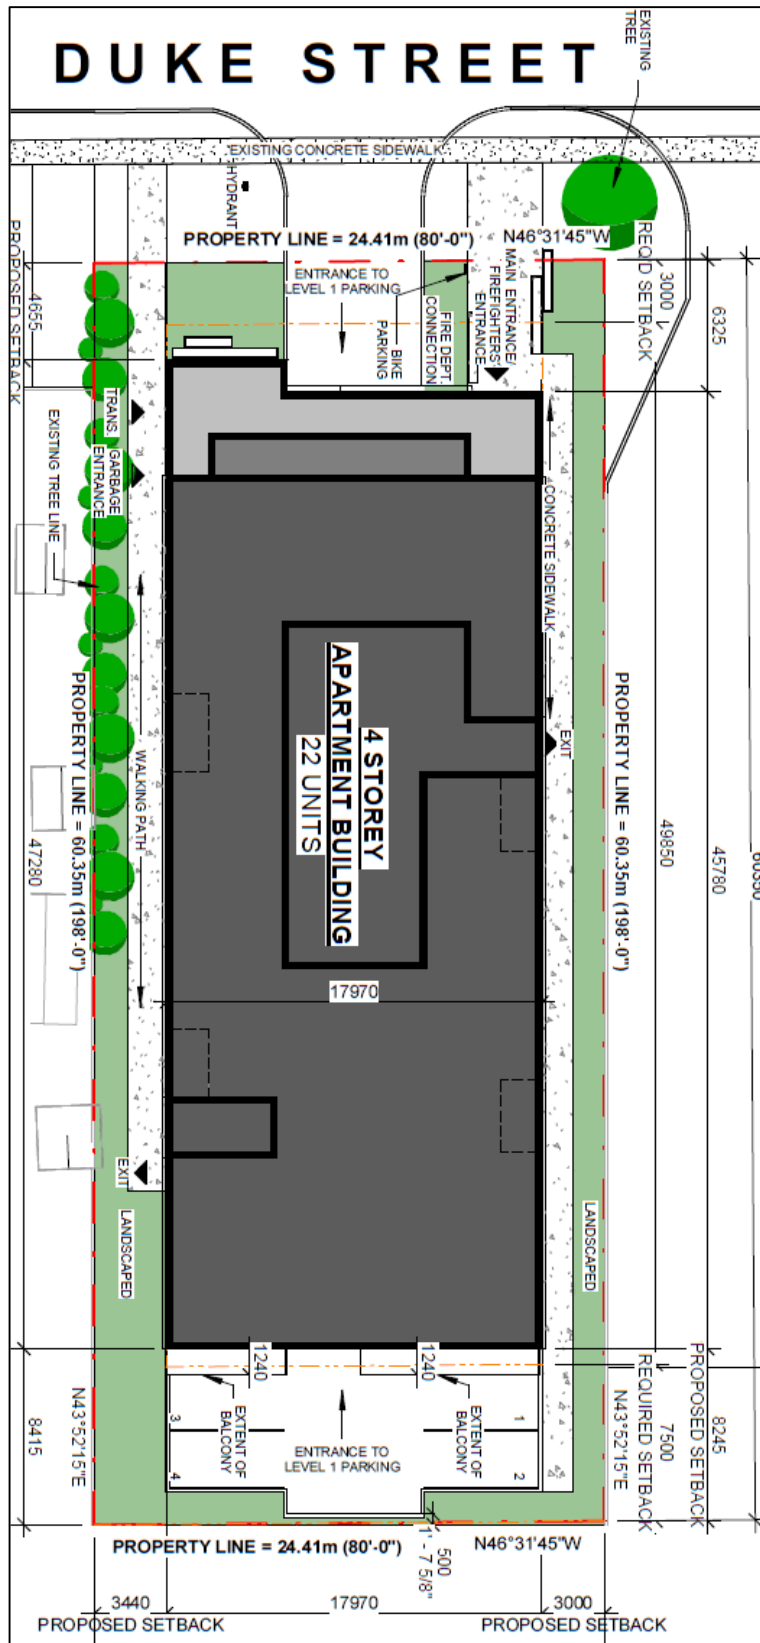 DUKE STREET
EXISTING
TREE
EXISTING CONCRETE SIDEWALK
HYDRANT
PROPERTY LINE = 24.41m (80'-0")
N46°31'45"W
PROPOSED SETBACK
4655
ENTRANCE TO
LEVEL 1 PARKING
BIKE
PARKING
FIRE DEPT.
CONNECTION
MAIN ENTRANCE/
FIREFIGHTERS'
ENTRANCE
REQ'D SETBACK
3000
6325
TRANS.
GARBAGE
ENTRANCE
EXISTING TREE LINE
CONCRETE SIDEWALK
4 STOREY
APARTMENT BUILDING
22 UNITS
EXIT
PROPERTY LINE = 60.35m (198'-0")
WALKING PATH
47280
PROPERTY LINE = 60.35m (198'-0")
49850
45780
60350
17970
EXIT
LANDSCAPED
LANDSCAPED
1240
1240
EXTENT OF
BALCONY
EXTENT OF
BALCONY
3
4
1
2
ENTRANCE TO
LEVEL 1 PARKING
N43°52'15"E
8415
N43°52'15"E
REQUIRED SETBACK
7500
PROPOSED SETBACK
8245
PROPERTY LINE = 24.41m (80'-0")
500
1' - 7 5/8"
N46°31'45"W
3440
17970
3000
PROPOSED SETBACK
PROPOSED SETBACK